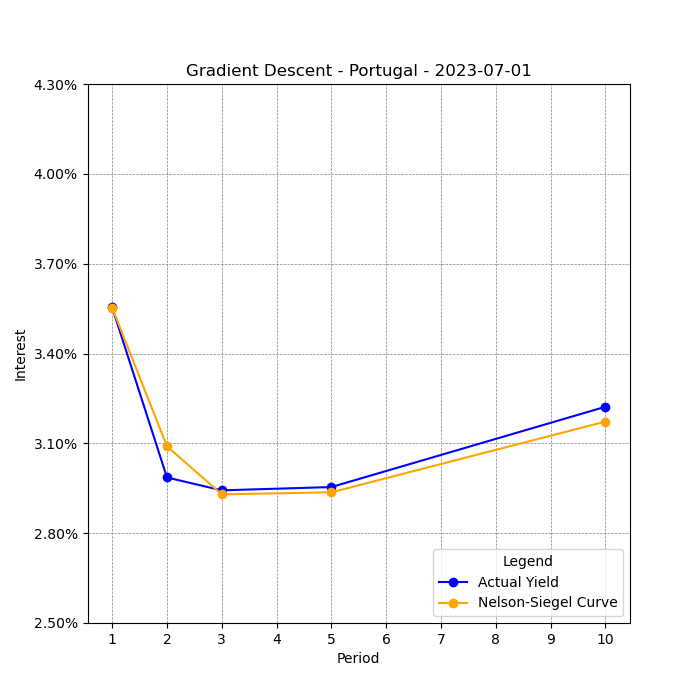 Gradient Descent - Portugal - 2023-07-01
4.30%
4.00%
3.70%
3.40%
3.10%
2.80%
2.50%
Interest
1 2 3 4 5 6 7 8 9 10
Period
Legend
Actual Yield
Nelson-Siegel Curve